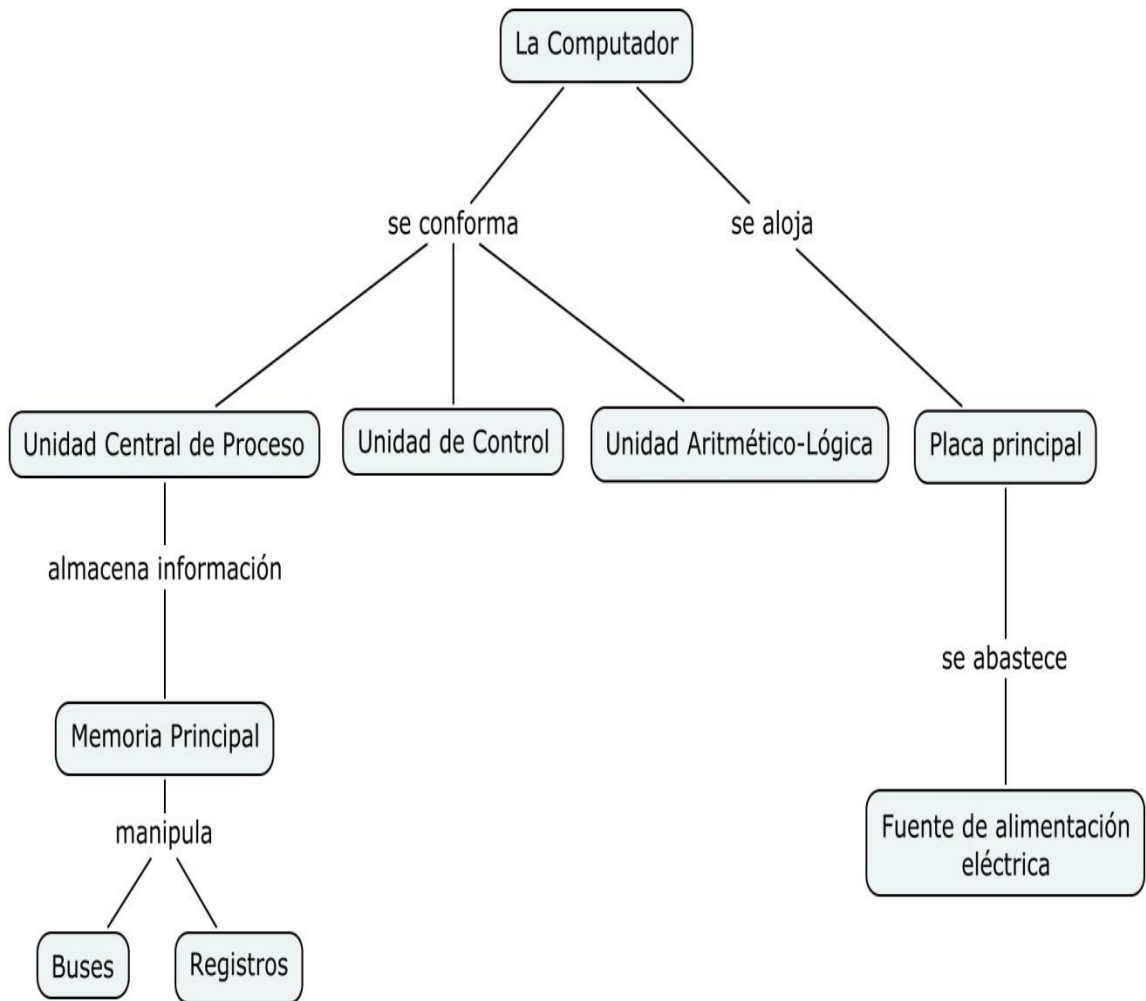 La Computador
se conforma
se aloja
Unidad Central de Proceso
Unidad de Control
Unidad Aritmético-Lógica
Placa principal
almacena información
se abastece
Memoria Principal
manipula
Fuente de alimentación
eléctrica
Buses
Registros